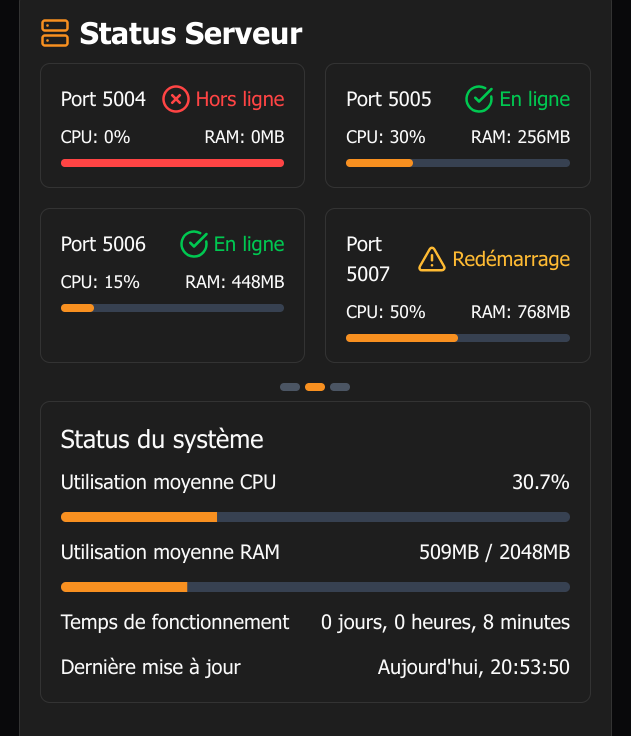 Status Serveur
Port 5004 Hors ligne
CPU: 0% RAM: 0MB
Port 5005 En ligne
CPU: 30% RAM: 256MB
Port 5006 En ligne
CPU: 15% RAM: 448MB
Port
5007 Redémarrage
CPU: 50% RAM: 768MB
Status du système
Utilisation moyenne CPU 30.7%
Utilisation moyenne RAM 509MB / 2048MB
Temps de fonctionnement 0 jours, 0 heures, 8 minutes
Dernière mise à jour Aujourd'hui, 20:53:50